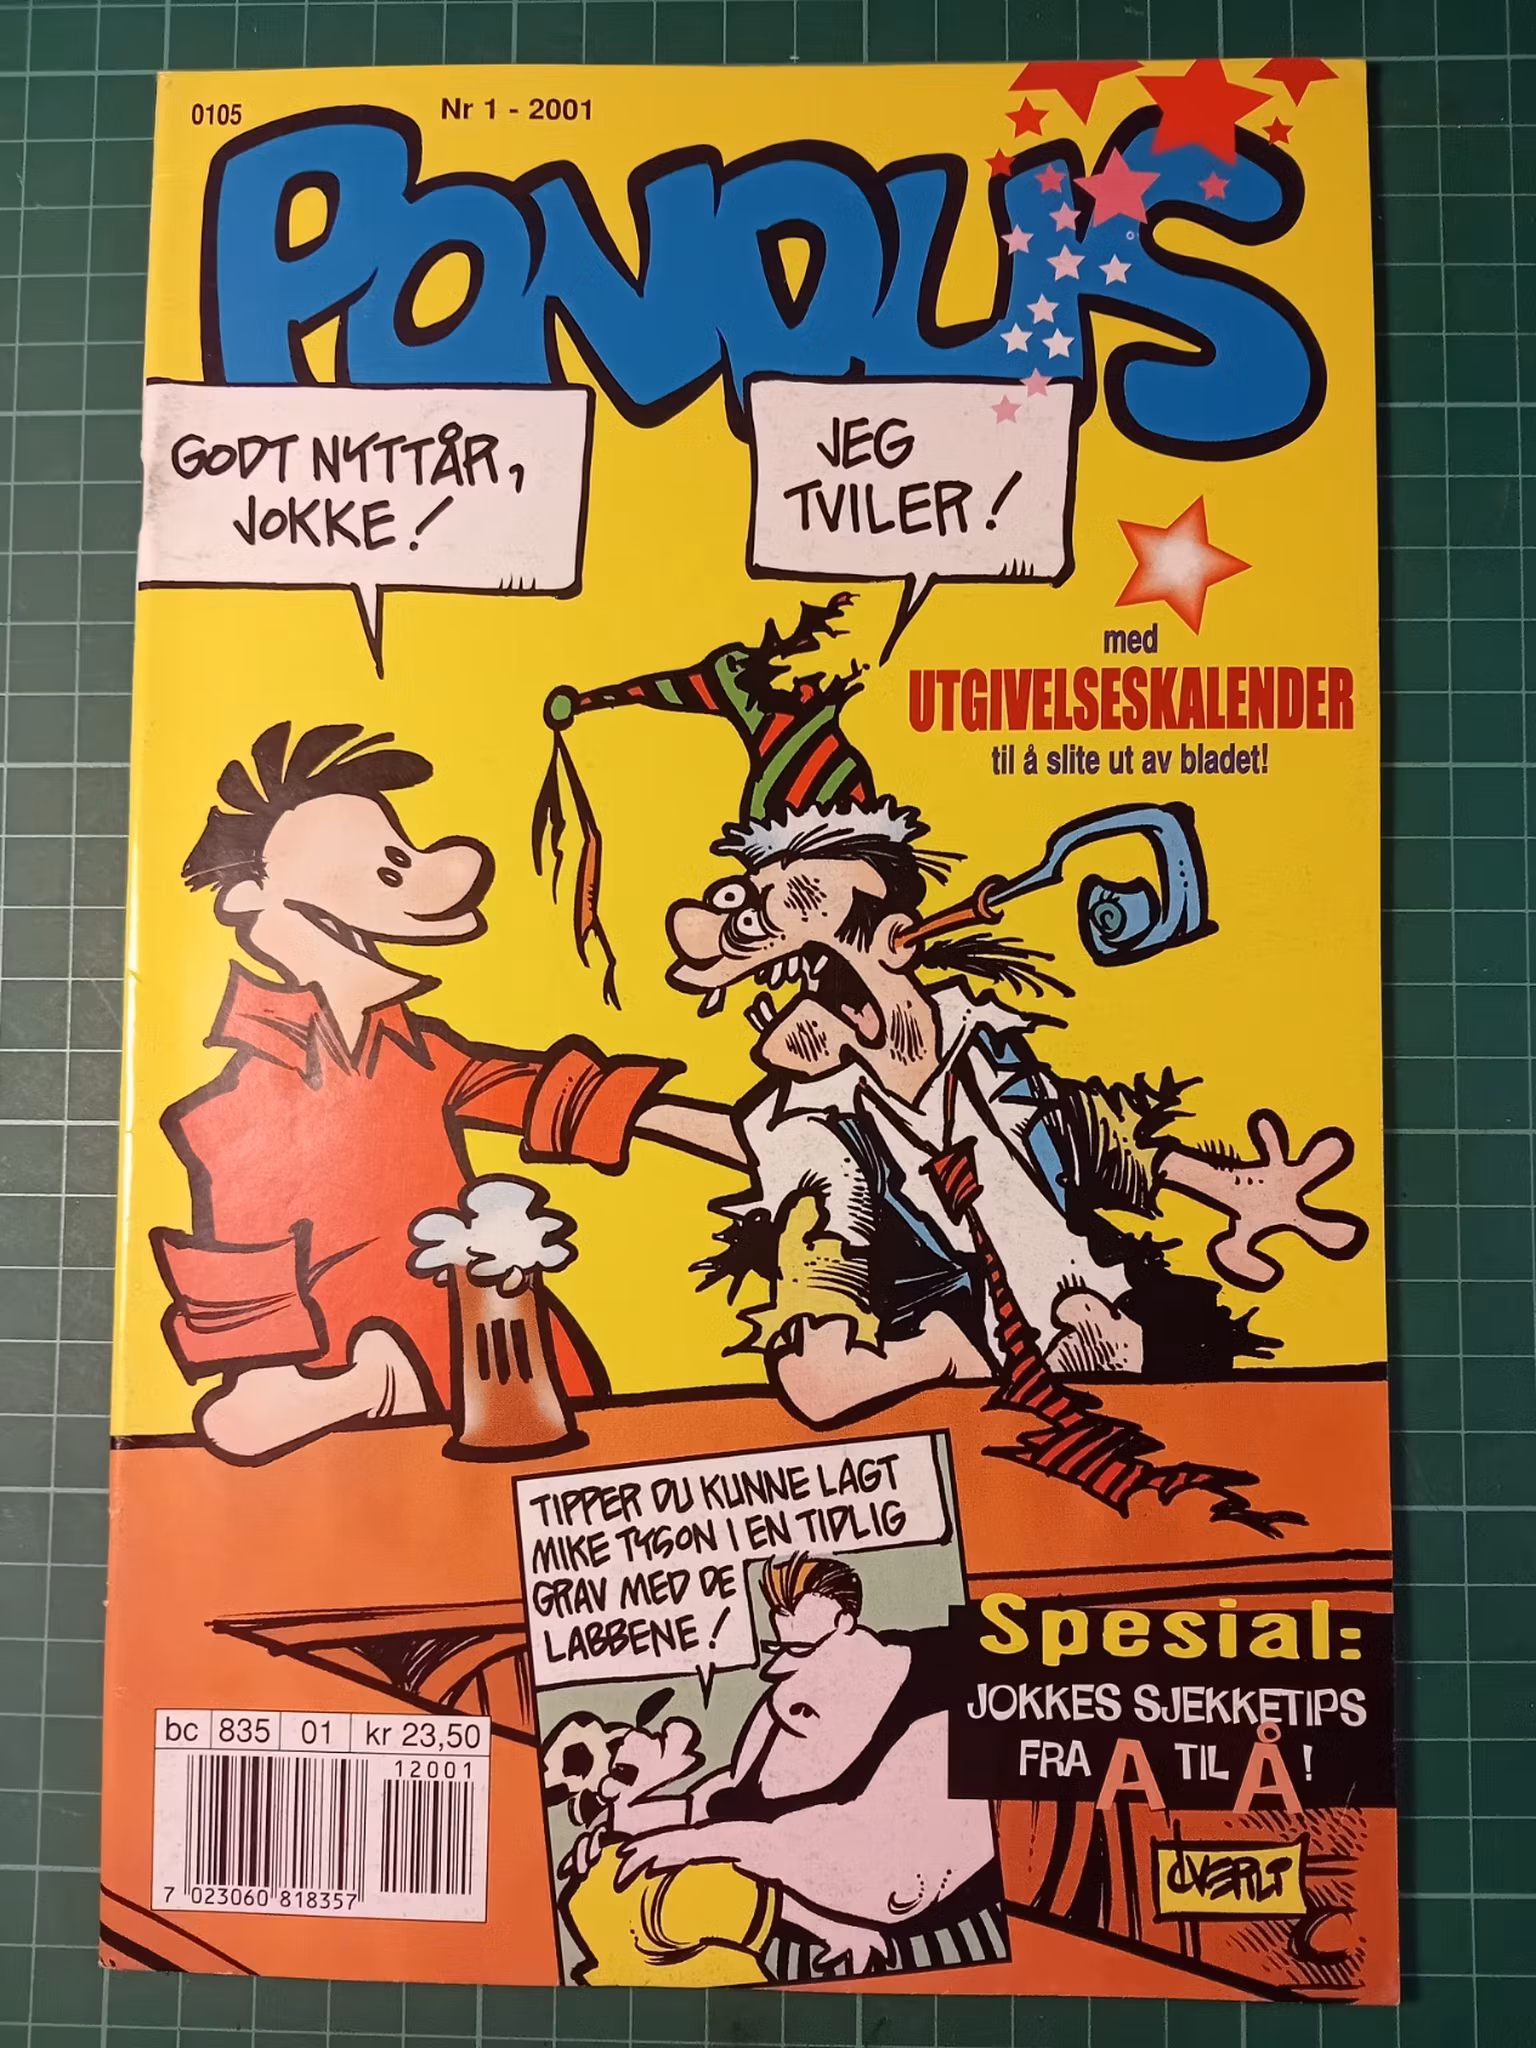 0105
Nr 1 - 2001
PONDUS
GODT NYTTÅR,
JOKKE!
JEG
TVILER!
med
UTGIVELSESKALENDER
til å slite ut av bladet!
TIPPER DU KUNNE LAGT
MIKE TYSON I EN TIDLIG
GRAV MED DE
LABBENE!
Spesial:
JOKKES SJEKKETIPS
FRA A TIL Å!
ØVERLI
bc 835 01 kr 23,50
12001
7 023060 818357